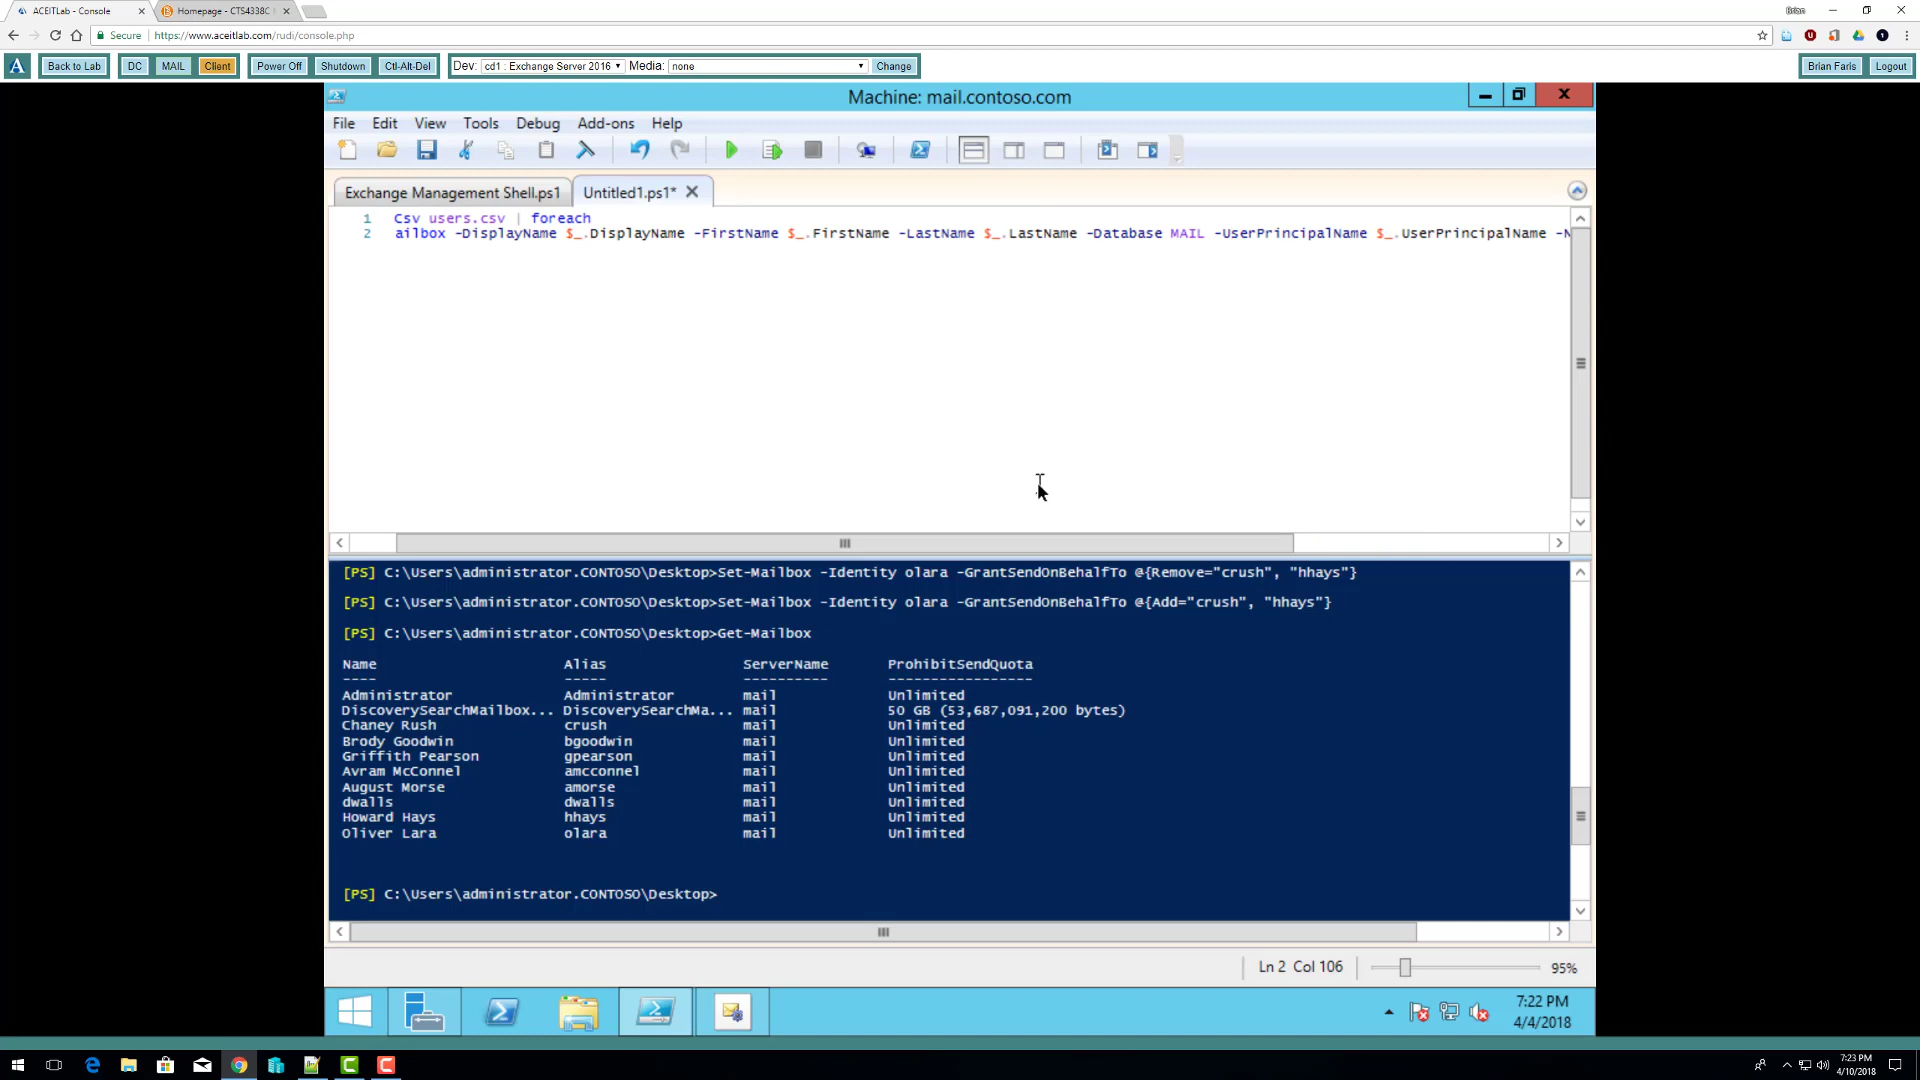 ACEITLab - Console
Homepage - CTS4338C
Brian
Secure
https://www.aceitlab.com/rudi/console.php
Back to Lab
DC
MAIL
Client
Power Off
Shutdown
Ctl-Alt-Del
Dev:
cd1 : Exchange Server 2016
Media:
none
Change
Brian Faris
Logout
Machine: mail.contoso.com
File Edit View Tools Debug Add-ons Help
Exchange Management Shell.ps1
Untitled1.ps1*
1 Csv users.csv | foreach
2 ailbox -DisplayName $_.DisplayName -FirstName $_.FirstName -LastName $_.LastName -Database MAIL -UserPrincipalName $_.UserPrincipalName -N
[PS] C:\Users\administrator.CONTOSO\Desktop>Set-Mailbox -Identity olara -GrantSendOnBehalfTo @{Remove="crush", "hhays"}
[PS] C:\Users\administrator.CONTOSO\Desktop>Set-Mailbox -Identity olara -GrantSendOnBehalfTo @{Add="crush", "hhays"}
[PS] C:\Users\administrator.CONTOSO\Desktop>Get-Mailbox
Name Alias ServerName ProhibitSendQuota
---- ----- ---------- -----------------
Administrator Administrator mail Unlimited
DiscoverySearchMailbox... DiscoverySearchMa... mail 50 GB (53,687,091,200 bytes)
Chaney Rush crush mail Unlimited
Brody Goodwin bgoodwin mail Unlimited
Griffith Pearson gpearson mail Unlimited
Avram McConnel amcconnel mail Unlimited
August Morse amorse mail Unlimited
dwalls dwalls mail Unlimited
Howard Hays hhays mail Unlimited
Oliver Lara olara mail Unlimited
[PS] C:\Users\administrator.CONTOSO\Desktop>
Ln 2 Col 106
95%
7:22 PM
4/4/2018
7:23 PM
4/10/2018